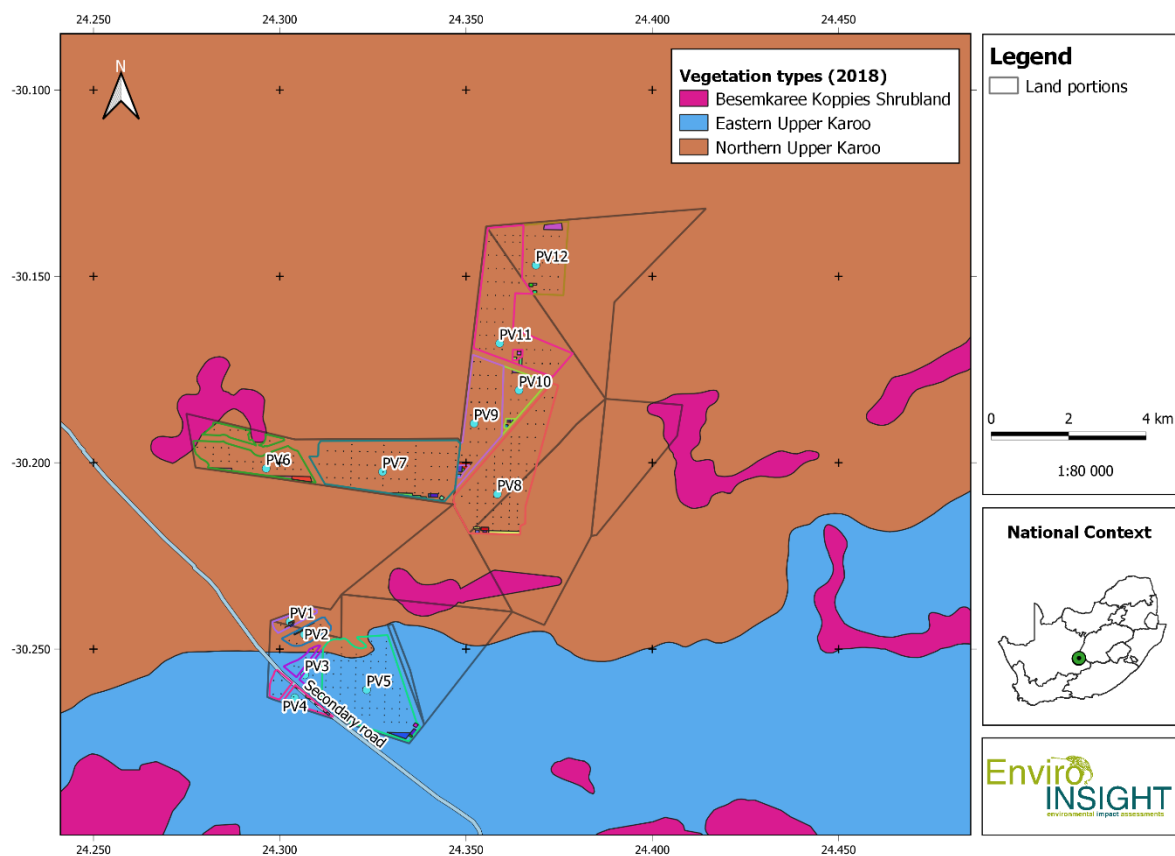 24.250 24.300 24.350 24.400 24.450
-30.100
-30.150
-30.200
-30.250
N
Vegetation types (2018)
Besemkaree Koppies Shrubland
Eastern Upper Karoo
Northern Upper Karoo
PV12
PV11
PV10
PV9
PV6
PV7
PV8
PV1
PV2
PV3
PV5
PV4
Secondary road
24.250 24.300 24.350 24.400 24.450
Legend
Land portions
0 2 4 km
1:80 000
National Context
Enviro
INSIGHT
environmental impact assessments